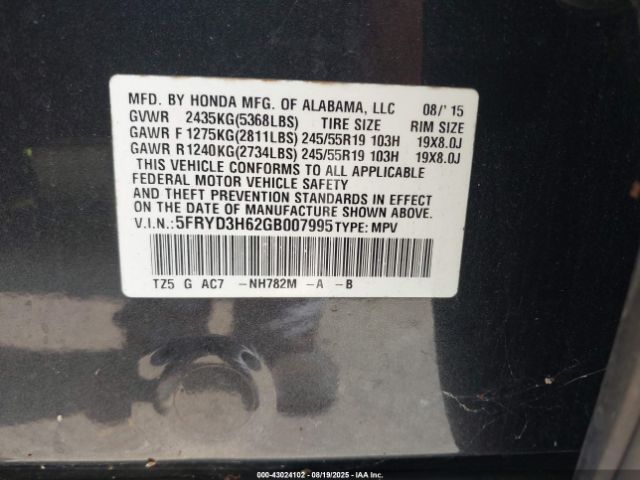 MFD. BY HONDA MFG. OF ALABAMA, LLC 08/' 15
GVWR 2435KG(5368LBS) TIRE SIZE RIM SIZE
GAWR F 1275KG(2811LBS) 245/55R19 103H 19X8.0J
GAWR R 1240KG(2734LBS) 245/55R19 103H 19X8.0J
THIS VEHICLE CONFORMS TO ALL APPLICABLE
FEDERAL MOTOR VEHICLE SAFETY
AND THEFT PREVENTION STANDARDS IN EFFECT
ON THE DATE OF MANUFACTURE SHOWN ABOVE.
V.I.N.: 5FRYD3H62GB007995 TYPE: MPV
TZ5 G AC7 -NH782M -A -B
© - 43024102 - 08/19/2025 - IAAI.COM